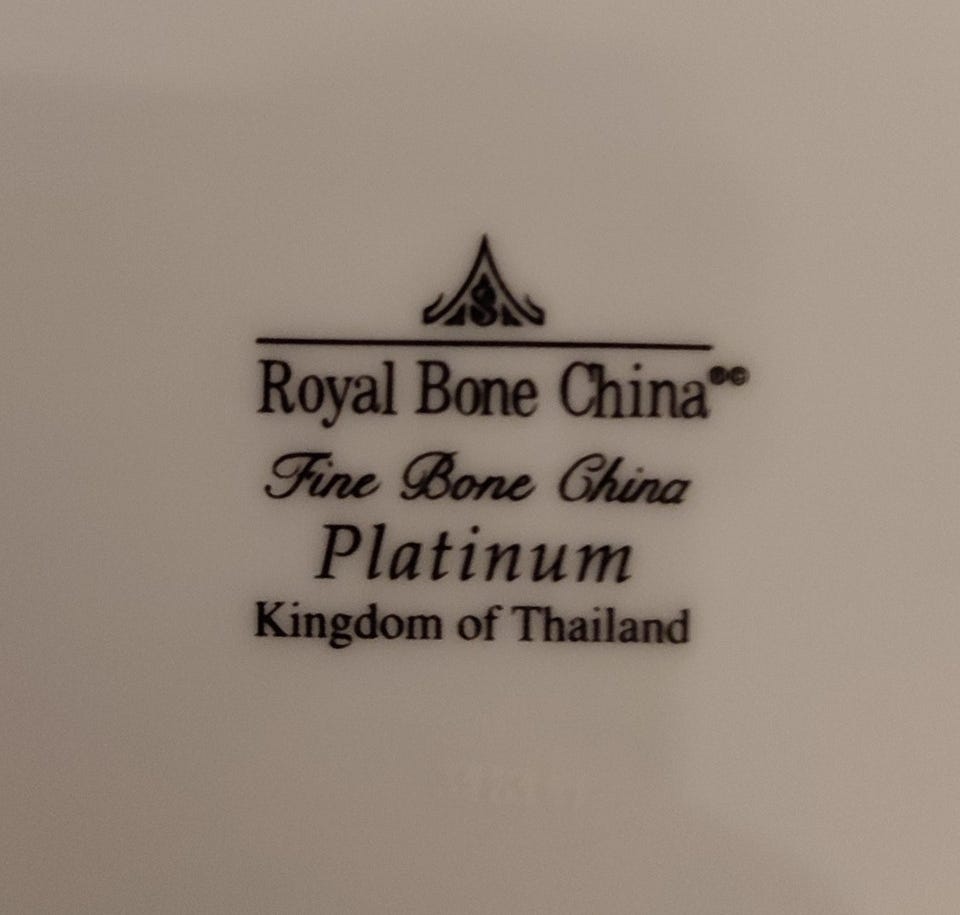 Royal Bone China®©
Fine Bone China
Platinum
Kingdom of Thailand